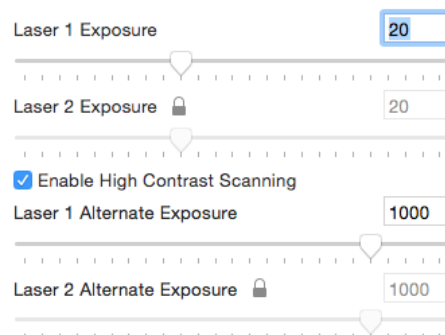 Laser 1 Exposure 20
Laser 2 Exposure 20
Enable High Contrast Scanning
Laser 1 Alternate Exposure 1000
Laser 2 Alternate Exposure 1000